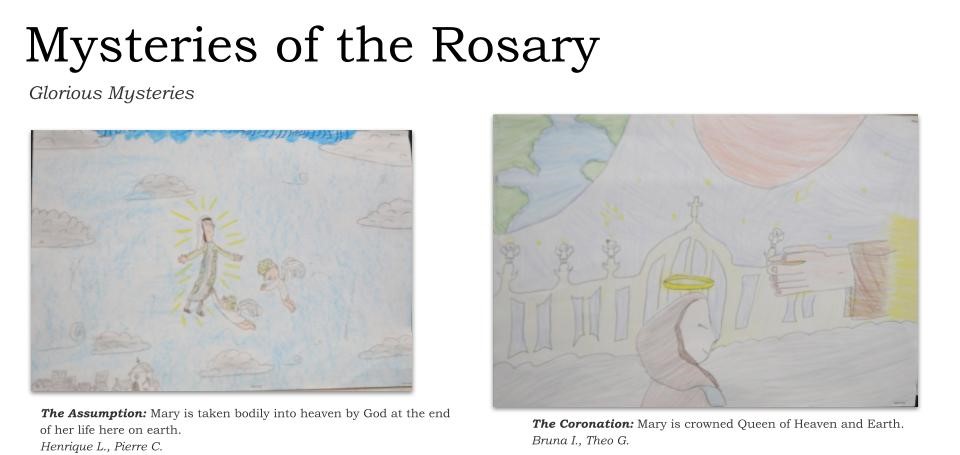 Mysteries of the Rosary
Glorious Mysteries
The Assumption: Mary is taken bodily into heaven by God at the end
of her life here on earth.
Henrique L., Pierre C.
The Coronation: Mary is crowned Queen of Heaven and Earth.
Bruna I., Theo G.